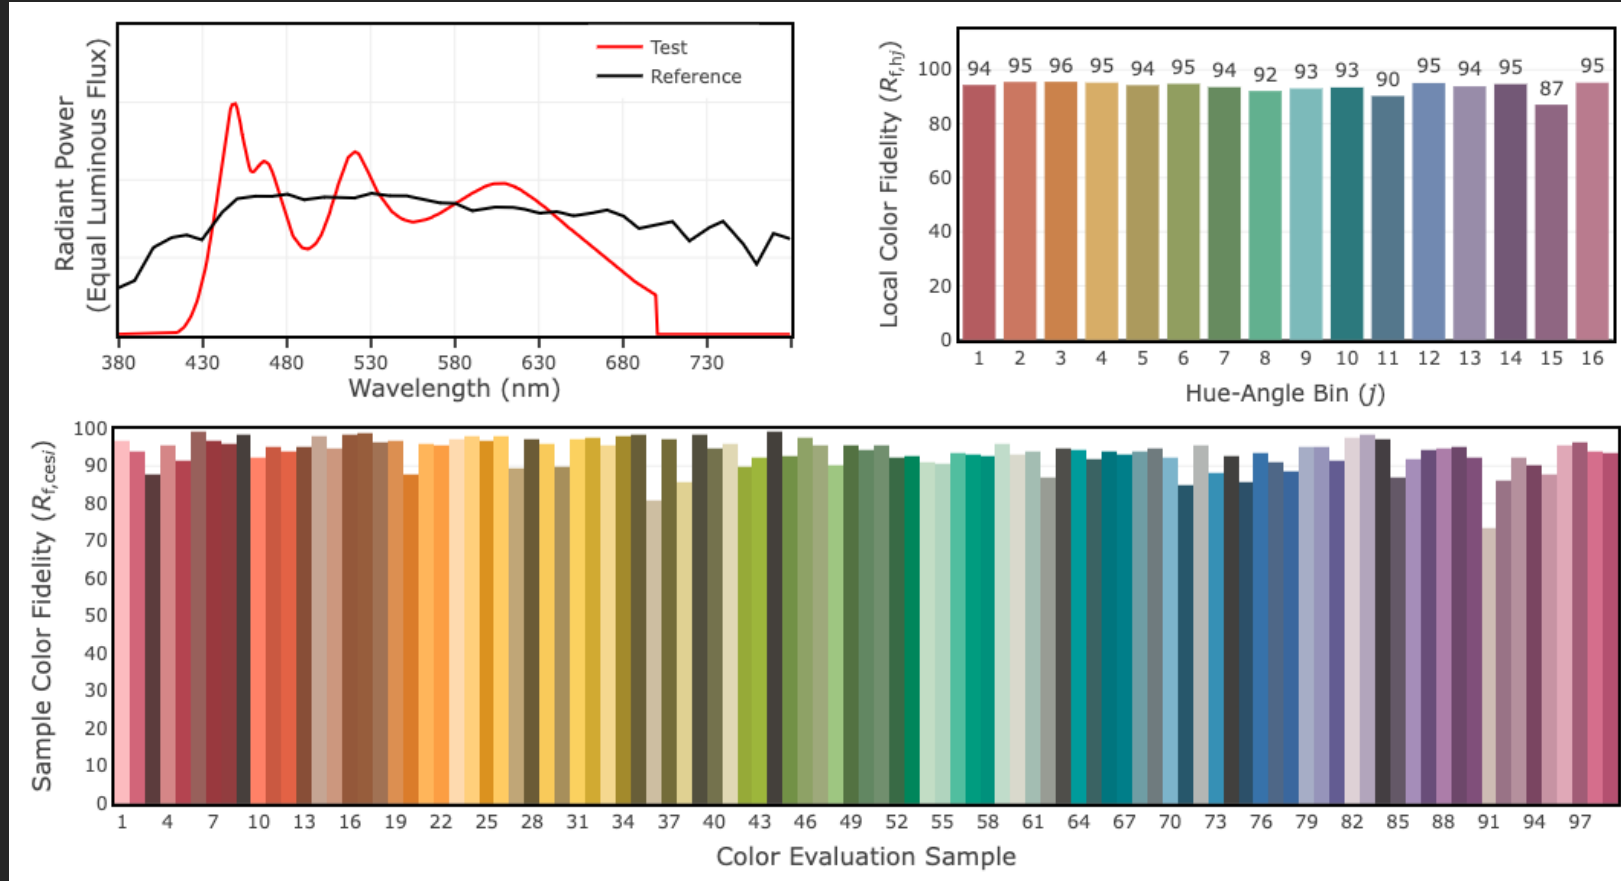 Radiant Power
(Equal Luminous Flux)
Test
Reference
380 430 480 530 580 630 680 730
Wavelength (nm)
Local Color Fidelity (Rf,hj)
100
80
60
40
20
0
94 95 96 95 94 95 94 92 93 93 90 95 94 95 87 95
1 2 3 4 5 6 7 8 9 10 11 12 13 14 15 16
Hue-Angle Bin (j)
Sample Color Fidelity (Rf,cesi)
100
90
80
70
60
50
40
30
20
10
0
1 4 7 10 13 16 19 22 25 28 31 34 37 40 43 46 49 52 55 58 61 64 67 70 73 76 79 82 85 88 91 94 97
Color Evaluation Sample